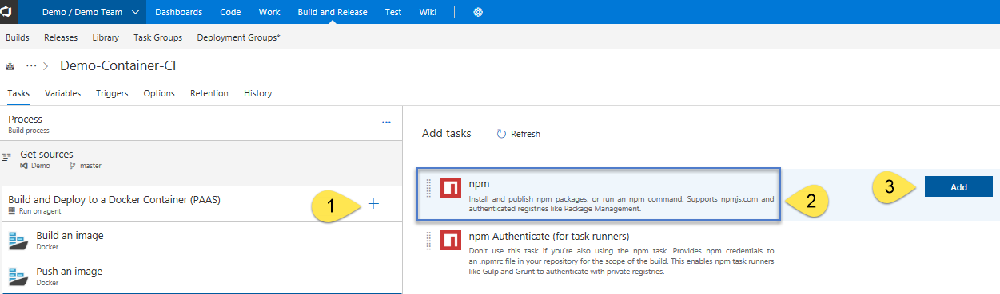 Demo / Demo Team Dashboards Code Work Build and Release Test Wiki
Builds Releases Library Task Groups Deployment Groups*
... > Demo-Container-CI
Tasks Variables Triggers Options Retention History
Process
Build process
...
Add tasks Refresh
Get sources
Demo master
Build and Deploy to a Docker Container (PAAS)
Run on agent
1
+
npm
Install and publish npm packages, or run an npm command. Supports npmjs.com and
authenticated registries like Package Management.
2
3
Add
Build an image
Docker
Push an image
Docker
npm Authenticate (for task runners)
Don't use this task if you're also using the npm task. Provides npm credentials to
an .npmrc file in your repository for the scope of the build. This enables npm task runners
like Gulp and Grunt to authenticate with private registries.